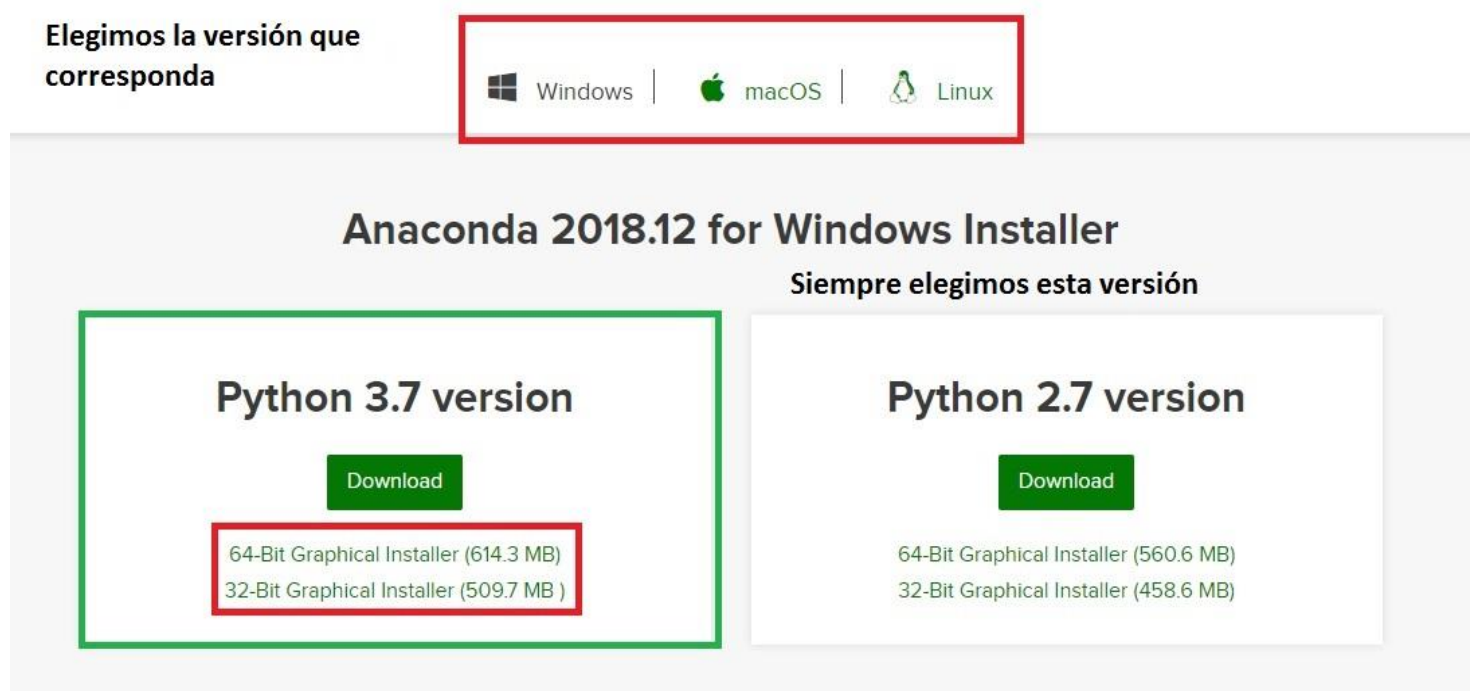 Elegimos la versión que
corresponda
Windows
macOS
Linux
Anaconda 2018.12 for Windows Installer
Siempre elegimos esta versión
Python 3.7 version
Download
64-Bit Graphical Installer (614.3 MB)
32-Bit Graphical Installer (509.7 MB )
Python 2.7 version
Download
64-Bit Graphical Installer (560.6 MB)
32-Bit Graphical Installer (458.6 MB)